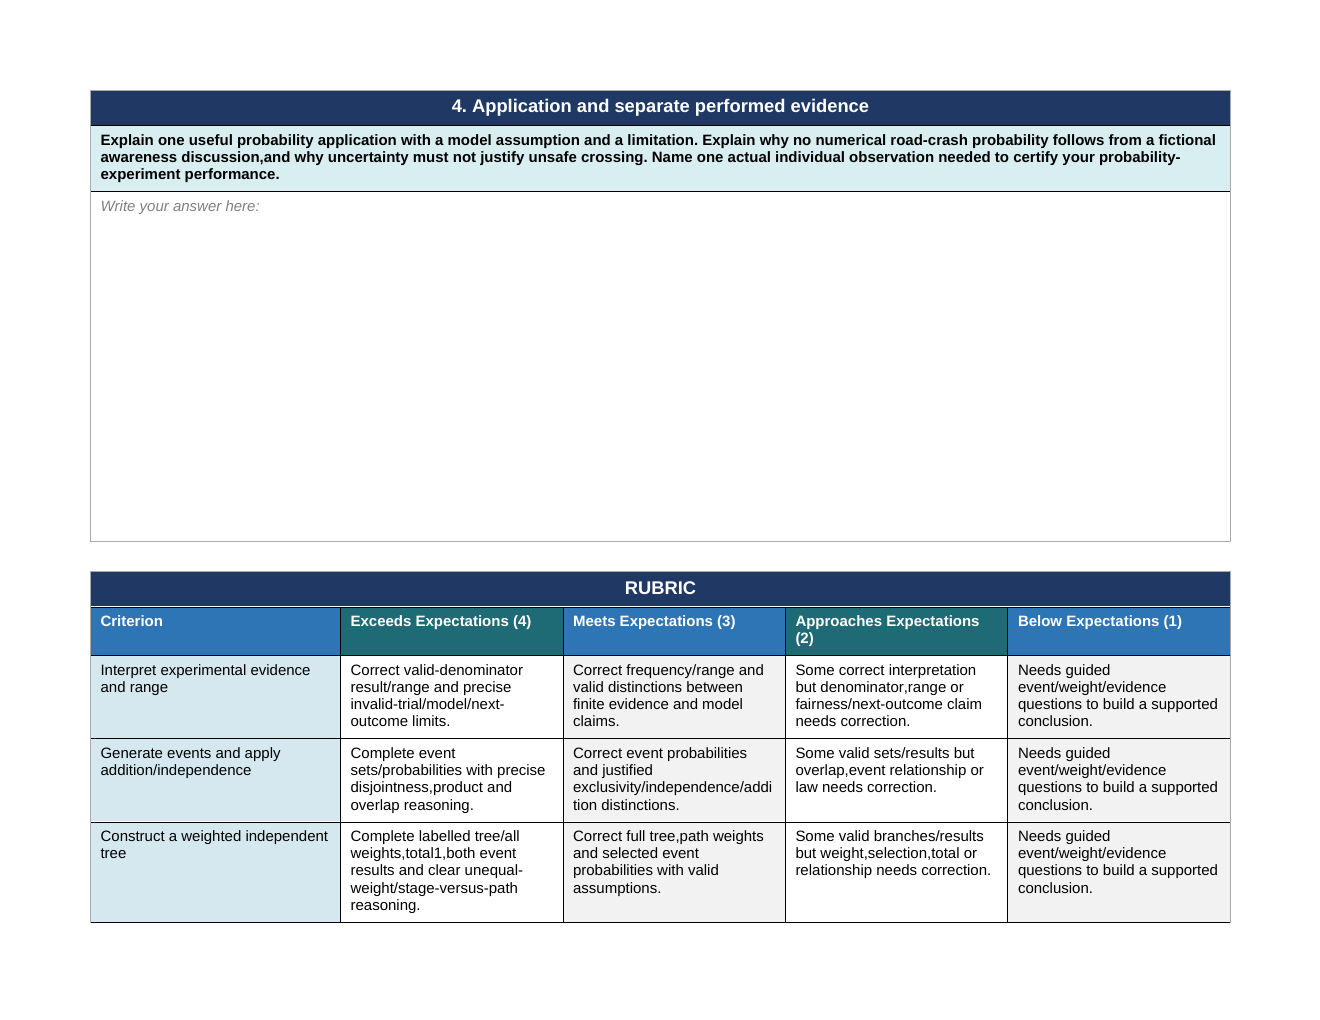 4. Application and separate performed evidence
Explain one useful probability application with a model assumption and a limitation. Explain why no numerical road-crash probability follows from a fictional
awareness discussion,and why uncertainty must not justify unsafe crossing. Name one actual individual observation needed to certify your probability-
experiment performance.
Write your answer here:
RUBRIC
Criterion
Exceeds Expectations (4)
Meets Expectations (3)
Approaches Expectations
(2)
Below Expectations (1)
Interpret experimental evidence
and range
Correct valid-denominator
result/range and precise
invalid-trial/model/next-
outcome limits.
Correct frequency/range and
valid distinctions between
finite evidence and model
claims.
Some correct interpretation
but denominator,range or
fairness/next-outcome claim
needs correction.
Needs guided
event/weight/evidence
questions to build a supported
conclusion.
Generate events and apply
addition/independence
Complete event
sets/probabilities with precise
disjointness,product and
overlap reasoning.
Correct event probabilities
and justified
exclusivity/independence/addi
tion distinctions.
Some valid sets/results but
overlap,event relationship or
law needs correction.
Needs guided
event/weight/evidence
questions to build a supported
conclusion.
Construct a weighted independent
tree
Complete labelled tree/all
weights,total1,both event
results and clear unequal-
weight/stage-versus-path
reasoning.
Correct full tree,path weights
and selected event
probabilities with valid
assumptions.
Some valid branches/results
but weight,selection,total or
relationship needs correction.
Needs guided
event/weight/evidence
questions to build a supported
conclusion.